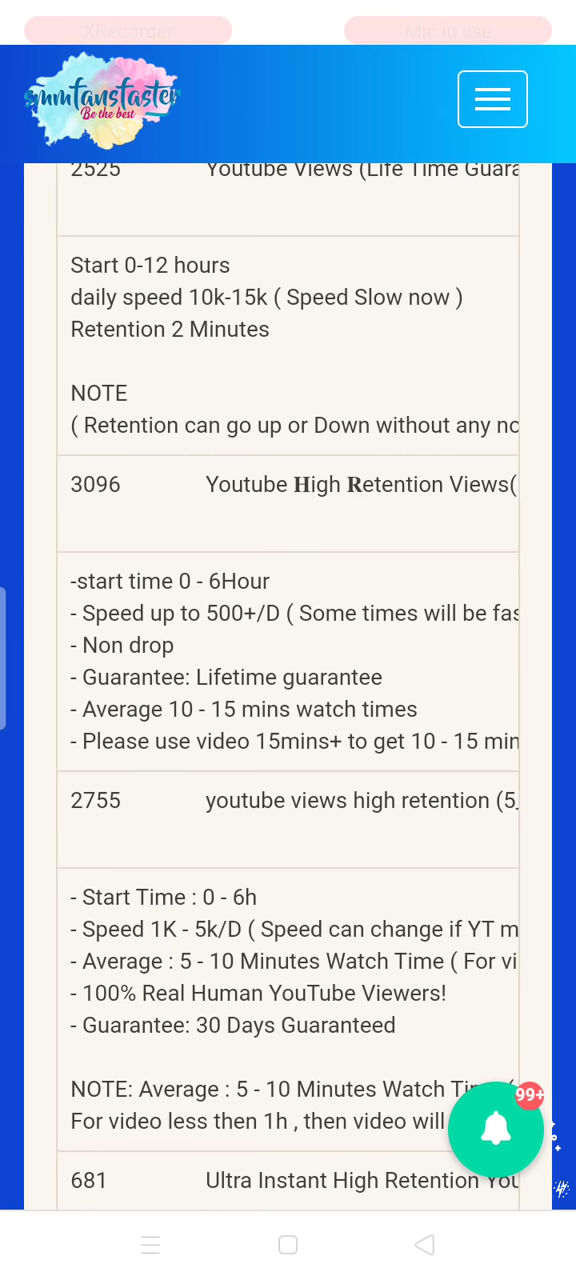 XRecorder
Mic in use
smmfansfaster
Be the best
2525 Youtube Views (Life Time Guara
Start 0-12 hours
daily speed 10k-15k ( Speed Slow now )
Retention 2 Minutes
NOTE
( Retention can go up or Down without any no
3096 Youtube 𝐇igh 𝐑etention Views(
-start time 0 - 6Hour
- Speed up to 500+/D ( Some times will be fas
- Non drop
- Guarantee: Lifetime guarantee
- Average 10 - 15 mins watch times
- Please use video 15mins+ to get 10 - 15 min
2755 youtube views high retention (5_
- Start Time : 0 - 6h
- Speed 1K - 5k/D ( Speed can change if YT m
- Average : 5 - 10 Minutes Watch Time ( For vi
- 100% Real Human YouTube Viewers!
- Guarantee: 30 Days Guaranteed
99+
NOTE: Average : 5 - 10 Minutes Watch Time (
For video less then 1h , then video will
681 Ultra Instant High Retention You